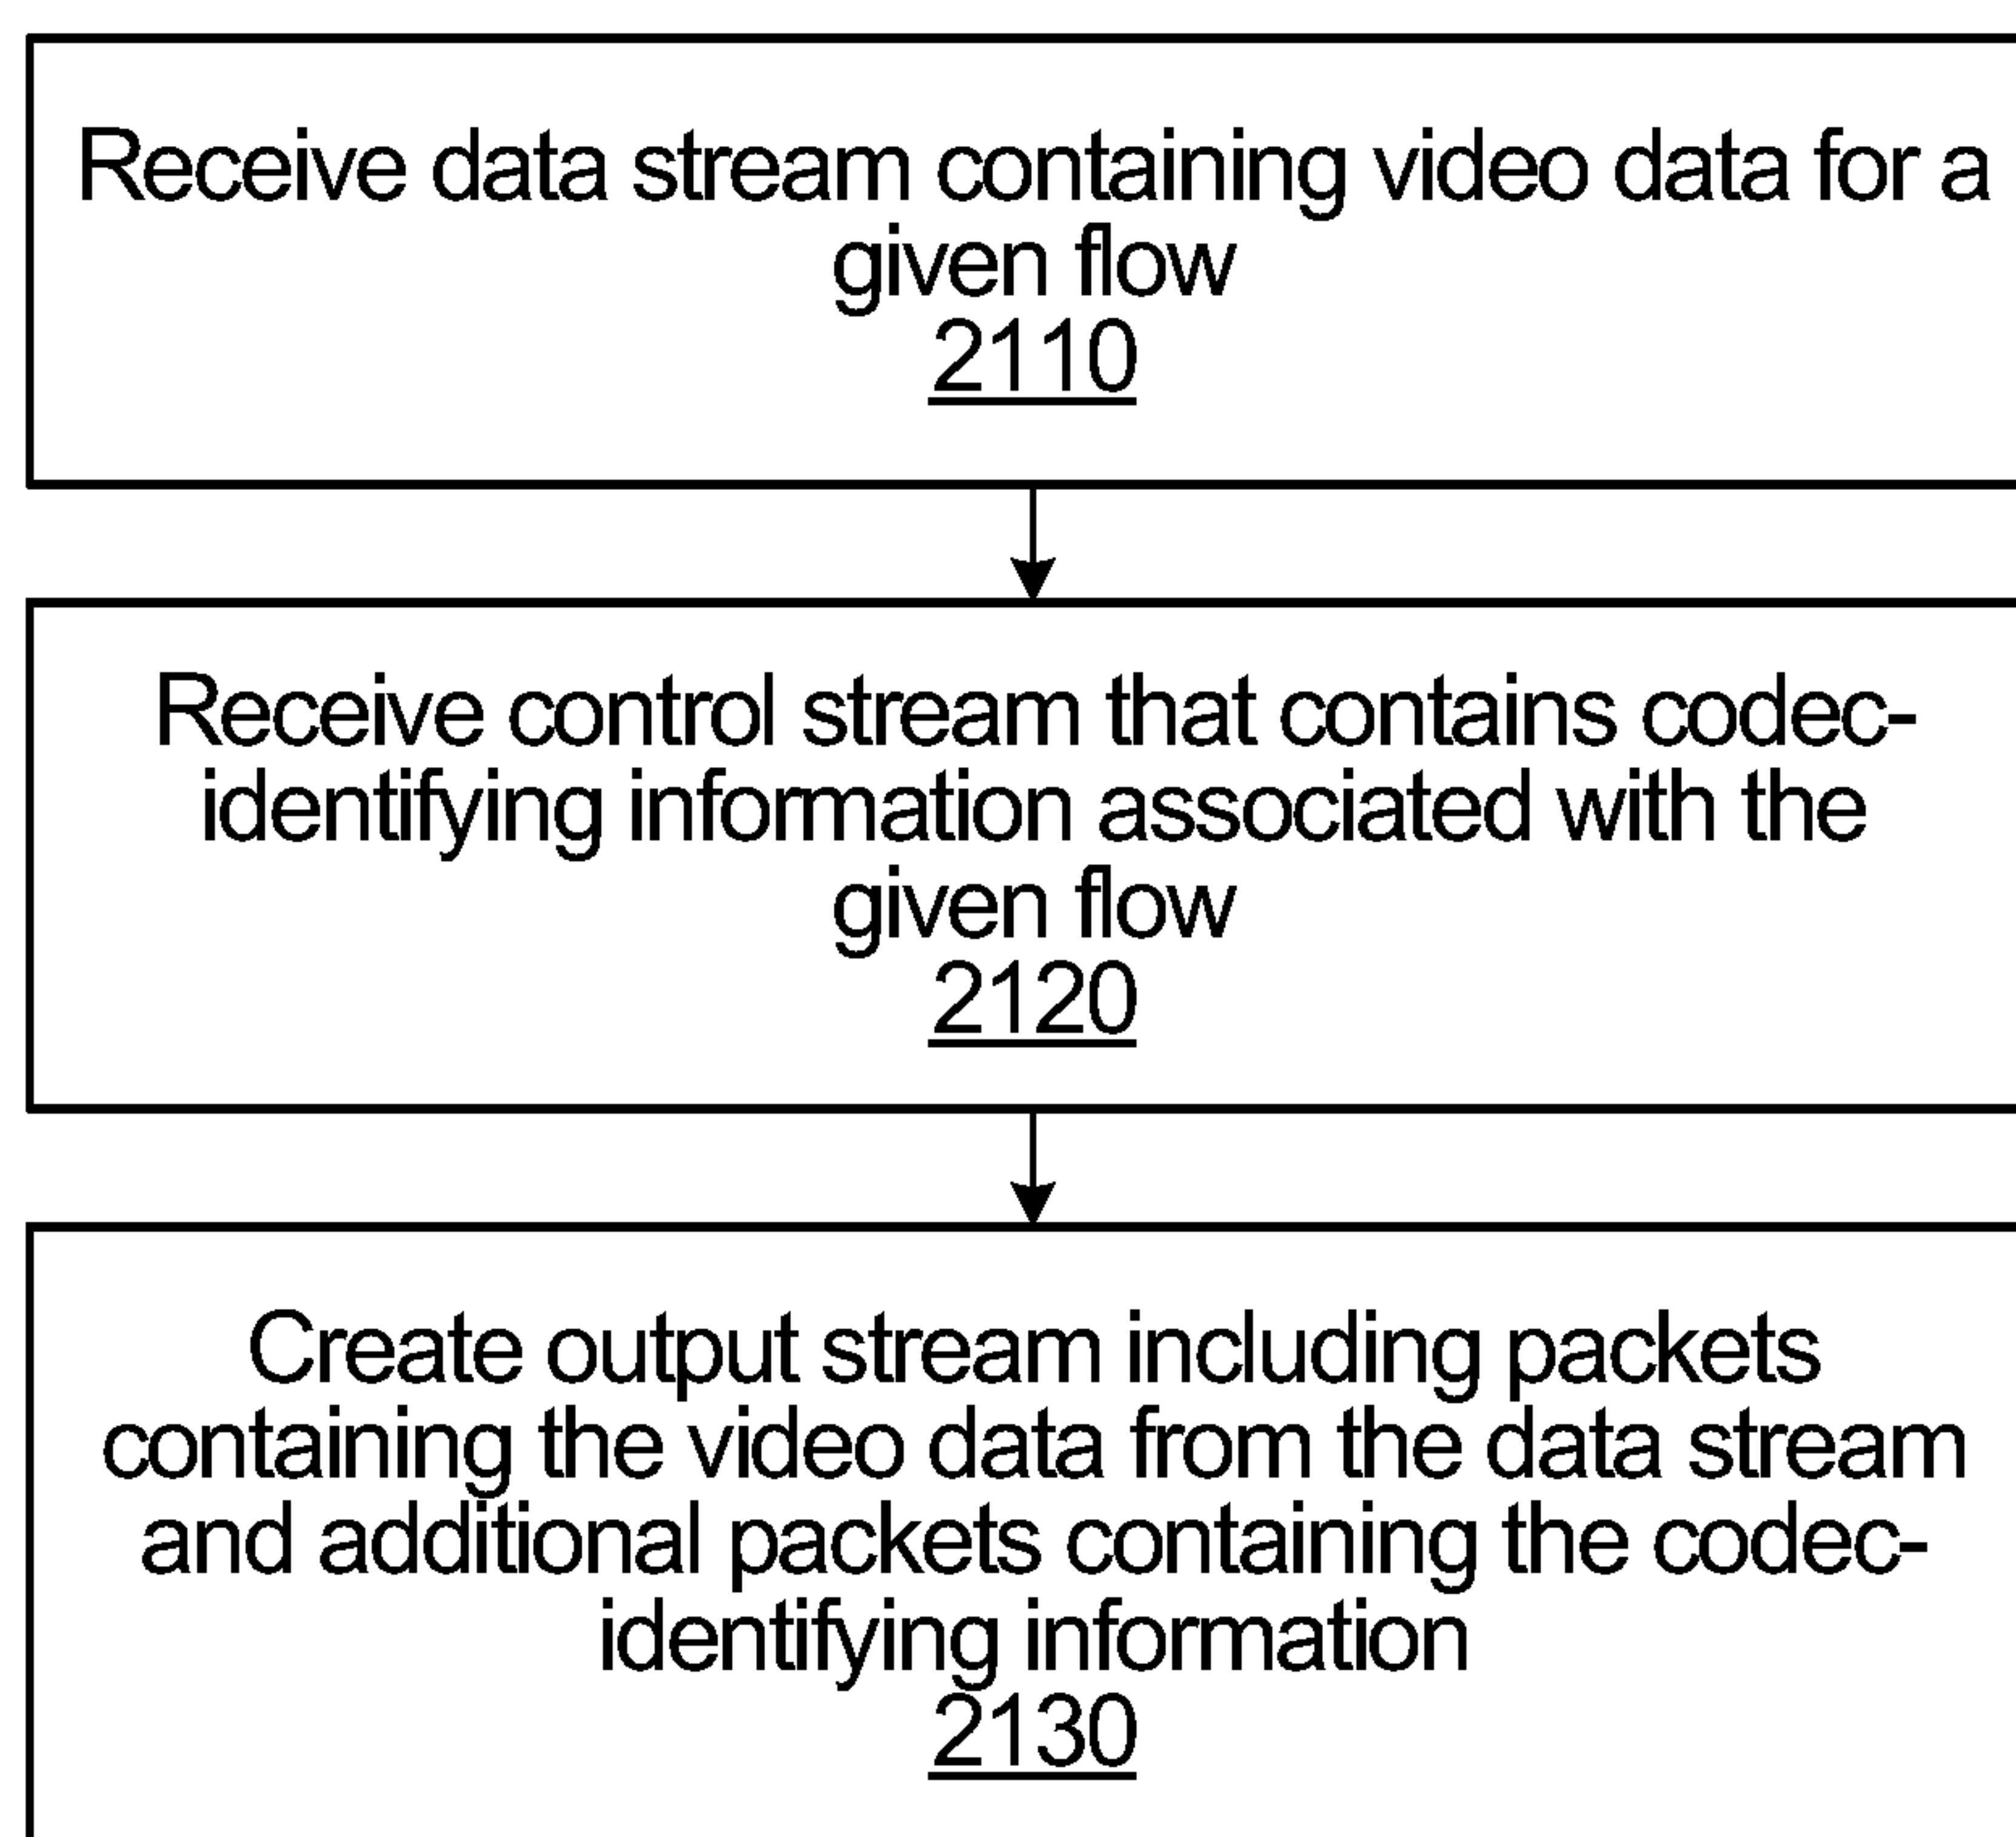 Receive data stream containing video data for a
given flow
2110
Receive control stream that contains codec-
identifying information associated with the
given flow
2120
Create output stream including packets
containing the video data from the data stream
and additional packets containing the codec-
identifying information
2130